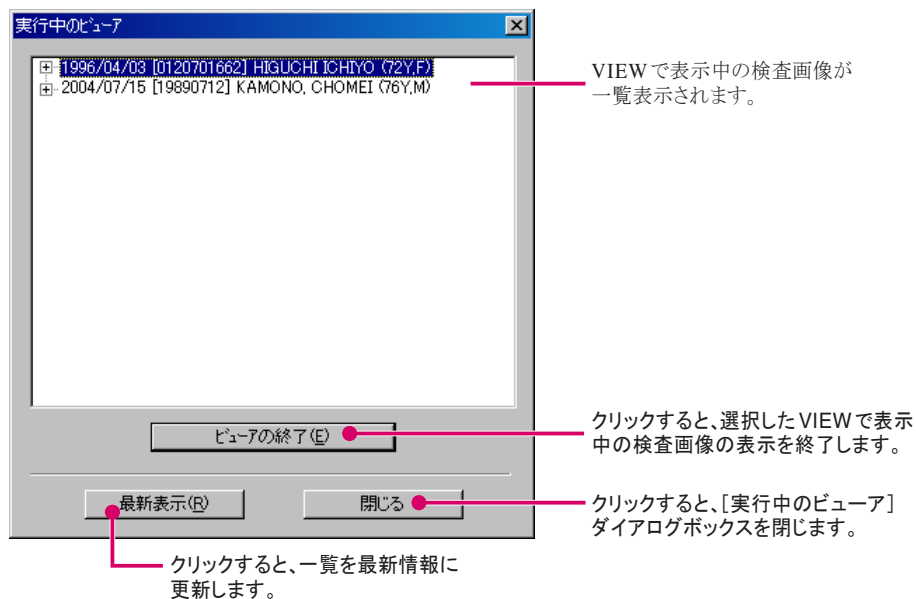 実行中のビューア
1996/04/03 [0120701662] HIGUCHI ICHIYO (72Y,F)
2004/07/15 [19890712] KAMONO, CHOMEI (76Y,M)
VIEWで表示中の検査画像が
一覧表示されます。
ビューアの終了(E)
クリックすると、選択したVIEWで表示
中の検査画像の表示を終了します。
最新表示(R)
閉じる
クリックすると、[実行中のビューア]
ダイアログボックスを閉じます。
クリックすると、一覧を最新情報に
更新します。